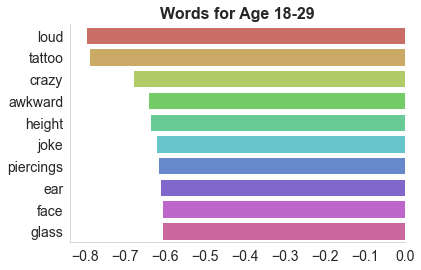 Words for Age 18-29
loud
tattoo
crazy
awkward
height
joke
piercings
ear
face
glass
−0.8 −0.7 −0.6 −0.5 −0.4 −0.3 −0.2 −0.1 0.0